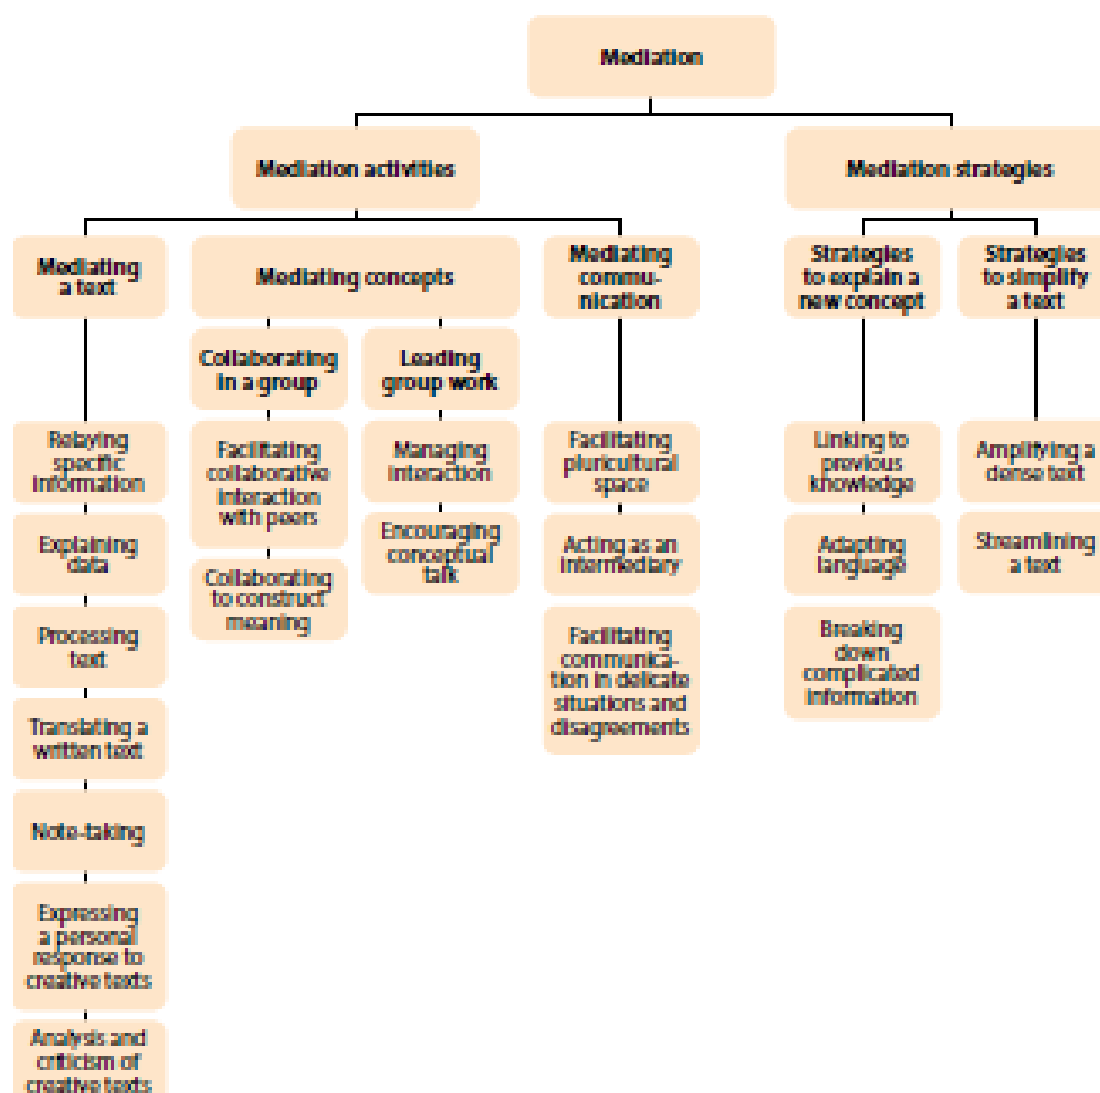 Mediation
Mediation activities
Mediation strategies
Mediating
a text
Mediating concepts
Mediating
commu-
nication
Strategies
to explain a
new concept
Strategies
to simplify
a text
Collaborating
in a group
Leading
group work
Relaying
specific
information
Facilitating
collaborative
interaction
with peers
Managing
interaction
Facilitating
pluricultural
space
Linking to
previous
knowledge
Amplifying a
dense text
Explaining
data
Collaborating
to construct
meaning
Encouraging
conceptual
talk
Acting as an
intermediary
Adapting
language
Streamlining
a text
Processing
text
Facilitating
communica-
tion in delicate
situations and
disagreements
Breaking
down
complicated
information
Translating a
written text
Note-taking
Expressing
a personal
response to
creative texts
Analysis and
criticism of
creative texts